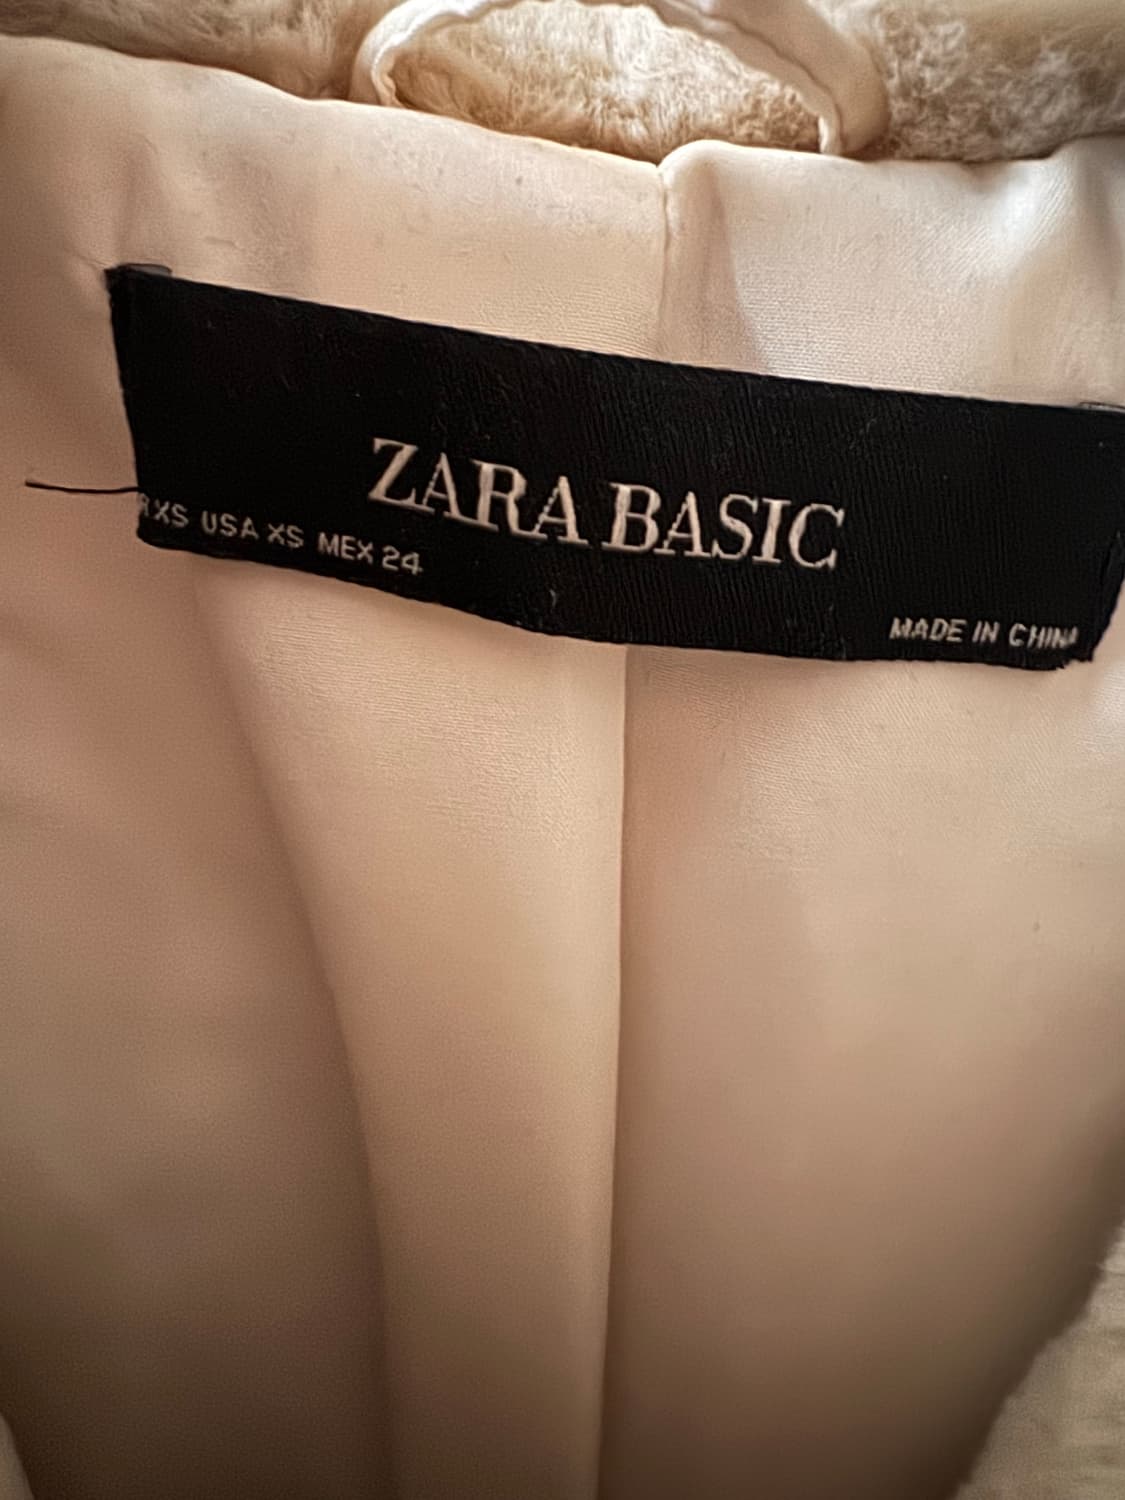 ZARA BASIC
XS USA XS MEX 24
MADE IN CHINA